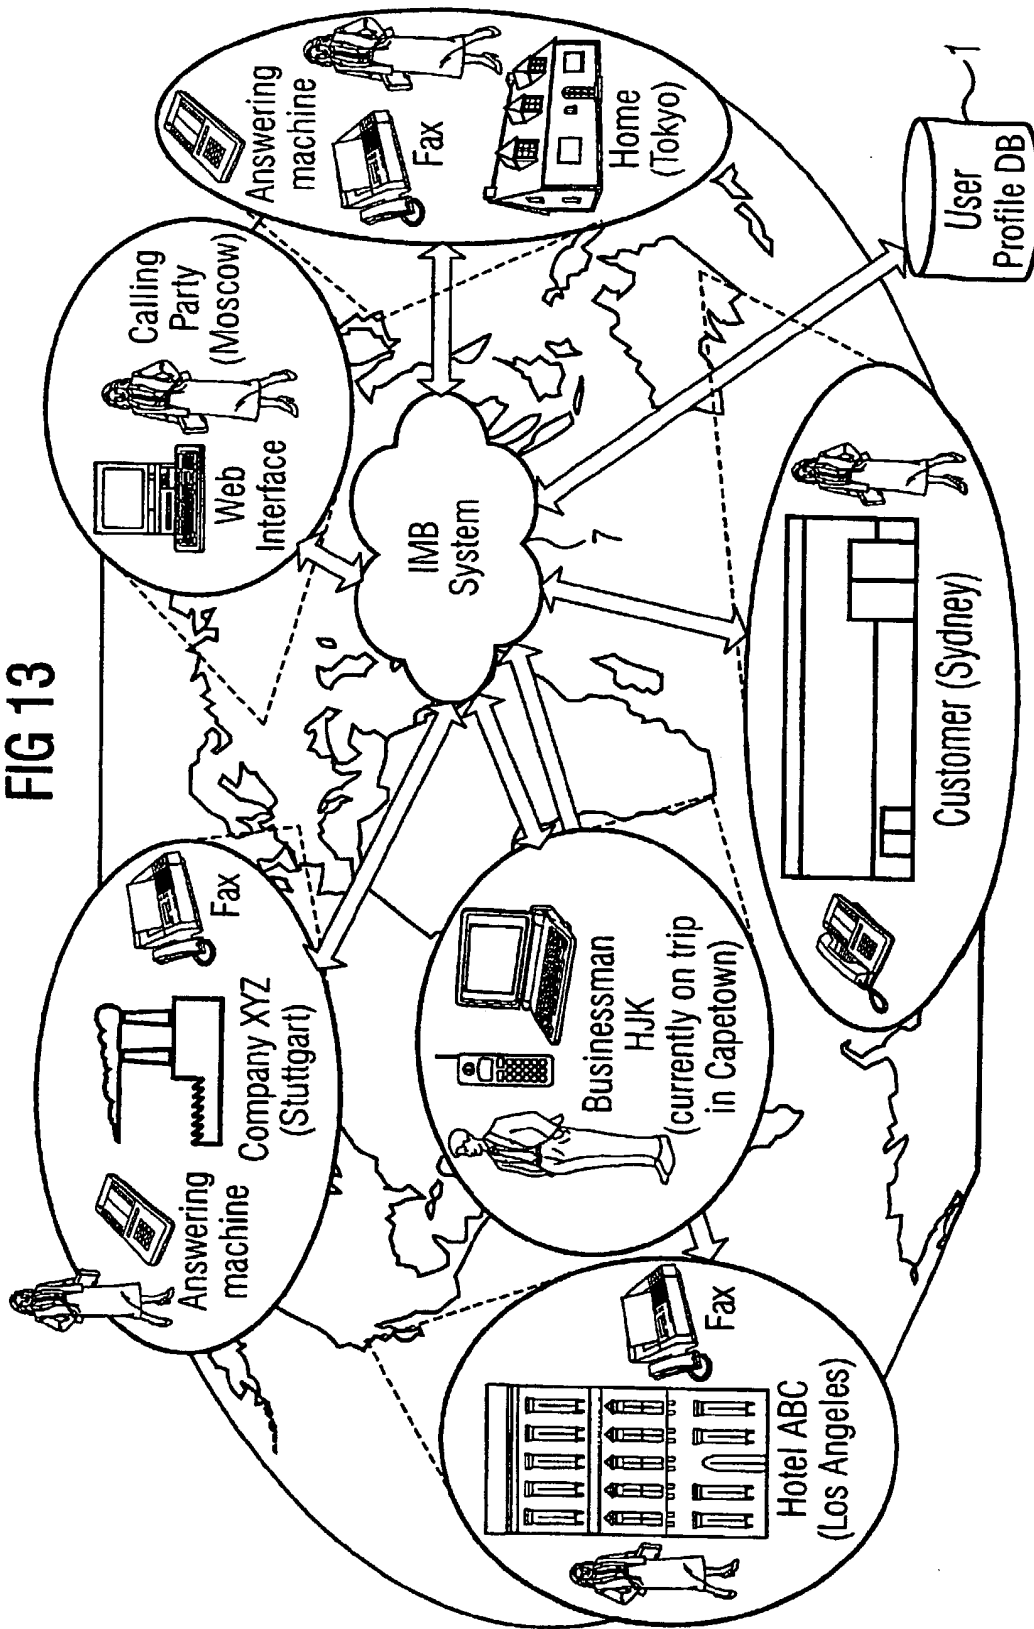 FIG 13
Answering
machine
Company XYZ
(Stuttgart)
Fax
Web
Interface
Calling
Party
(Moscow)
Answering
machine
Fax
Home
(Tokyo)
IMB
System
7
Businessman
HJK
(currently on trip
in Capetown)
Hotel ABC
(Los Angeles)
Fax
Customer (Sydney)
User
Profile DB
1